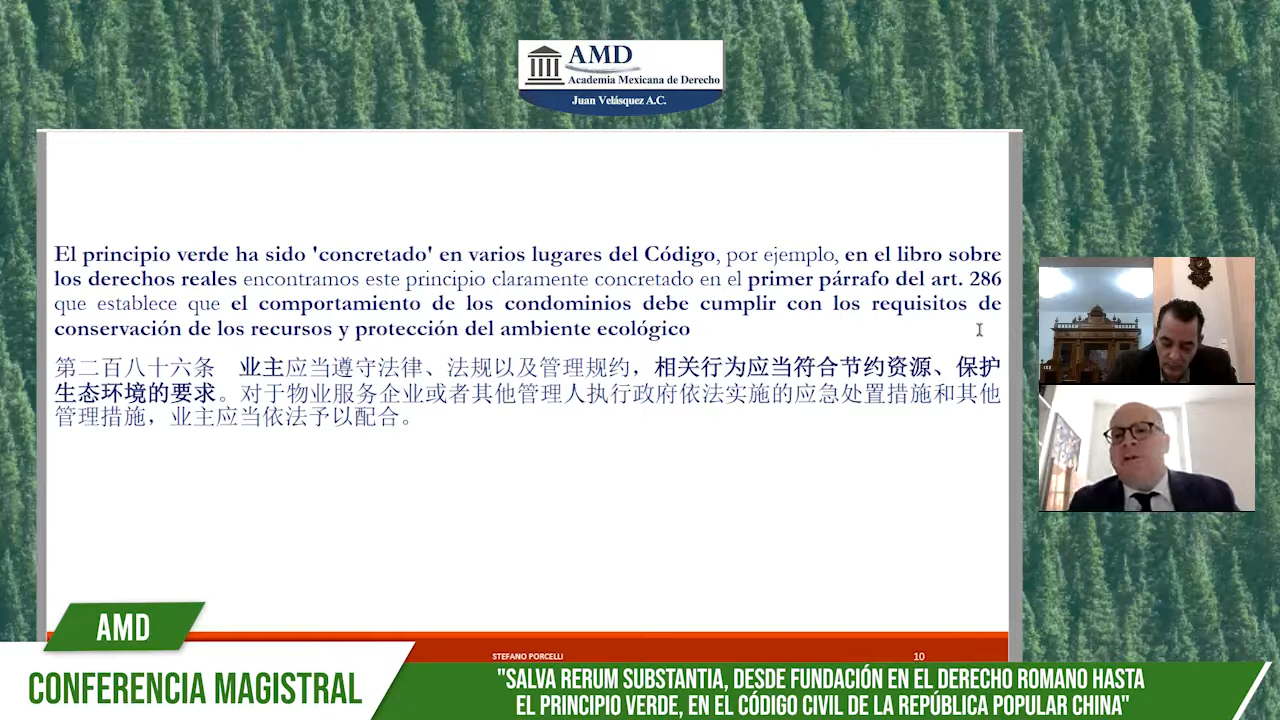 AMD
Academia Mexicana de Derecho
Juan Velásquez A.C.
El principio verde ha sido 'concretado' en varios lugares del Código, por ejemplo, en el libro sobre
los derechos reales encontramos este principio claramente concretado en el primer párrafo del art. 286
que establece que el comportamiento de los condominios debe cumplir con los requisitos de
conservación de los recursos y protección del ambiente ecológico
第二百八十六条 业主应当遵守法律、法规以及管理规约，相关行为应当符合节约资源、保护
生态环境的要求。对于物业服务企业或者其他管理人执行政府依法实施的应急处置措施和其他
管理措施，业主应当依法予以配合。
STEFANO PORCELLI
10
AMD
CONFERENCIA MAGISTRAL
"SALVA RERUM SUBSTANTIA, DESDE FUNDACIÓN EN EL DERECHO ROMANO HASTA
EL PRINCIPIO VERDE, EN EL CÓDIGO CIVIL DE LA REPÚBLICA POPULAR CHINA"